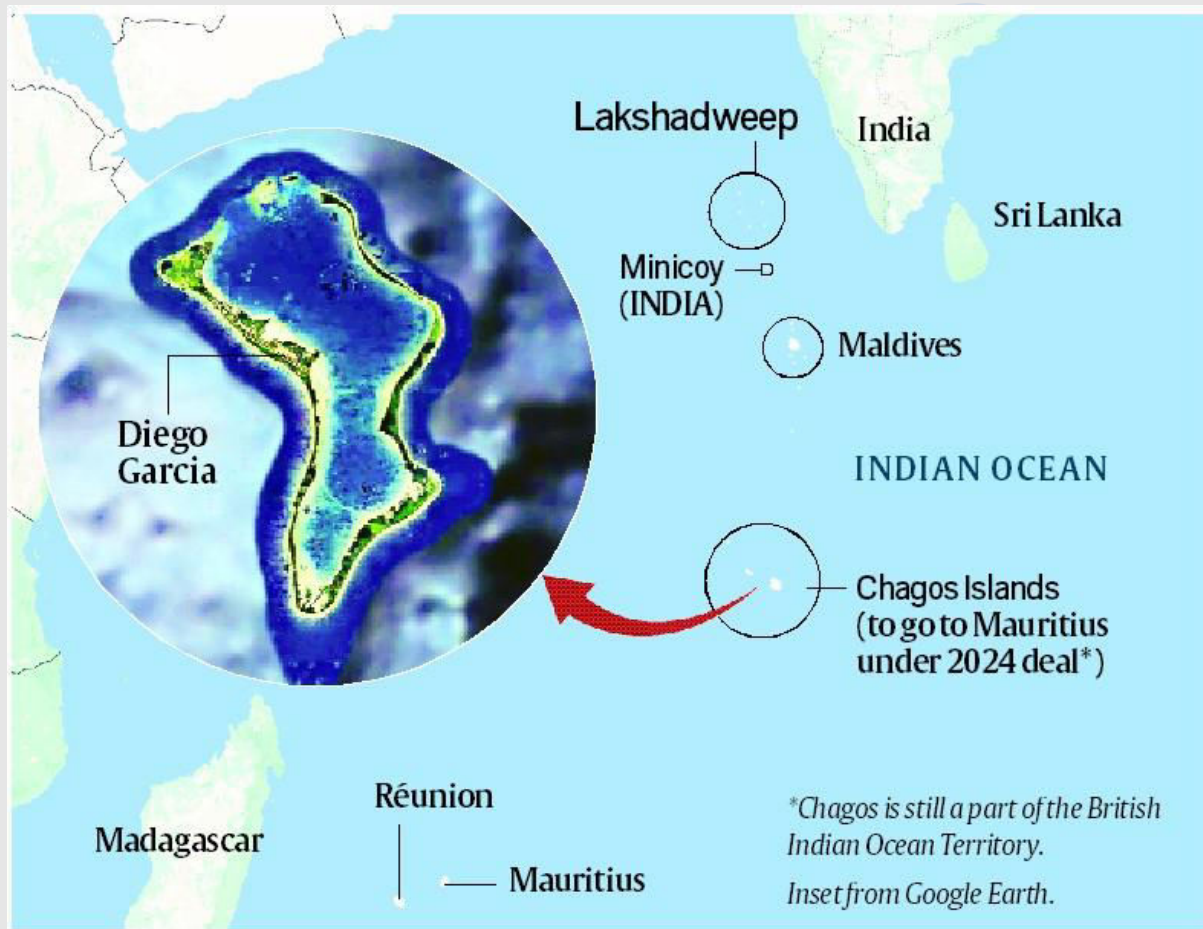 Lakshadweep
India
Sri Lanka
Minicoy
(INDIA)
Maldives
Diego
Garcia
INDIAN OCEAN
Chagos Islands
(to go to Mauritius
under 2024 deal*)
Réunion
Madagascar
Mauritius
*Chagos is still a part of the British
Indian Ocean Territory.
Inset from Google Earth.